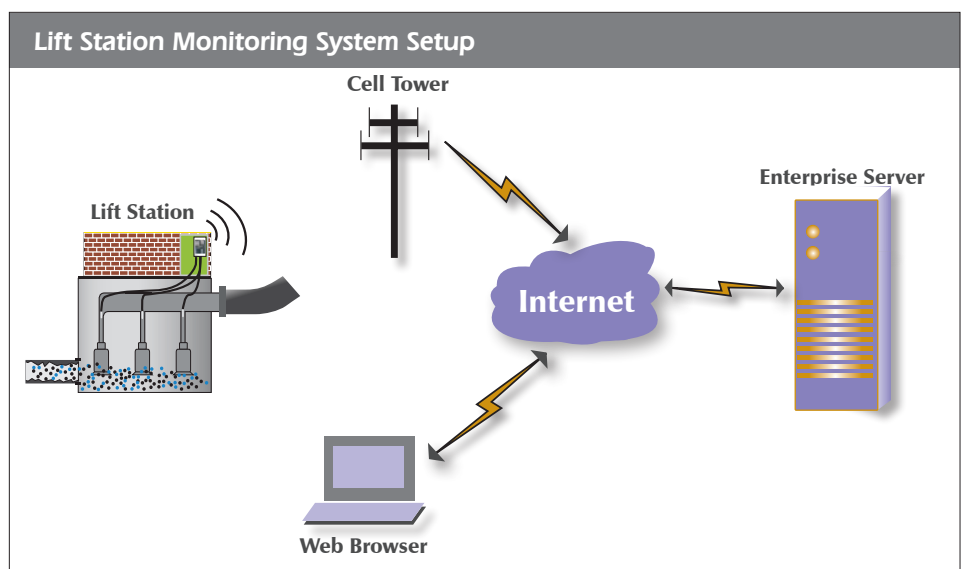 Lift Station Monitoring System Setup
Cell Tower
Enterprise Server
Lift Station
Internet
Web Browser